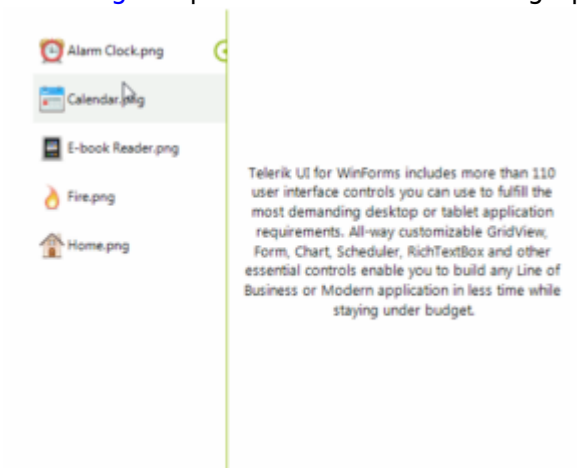 Alarm Clock.png
Calendar.png
E-book Reader.png
Fire.png
Home.png
Telerik UI for WinForms includes more than 110
user interface controls you can use to fulfill the
most demanding desktop or tablet application
requirements. All-way customizable GridView,
Form, Chart, Scheduler, RichTextBox and other
essential controls enable you to build any Line of
Business or Modern application in less time while
staying under budget.